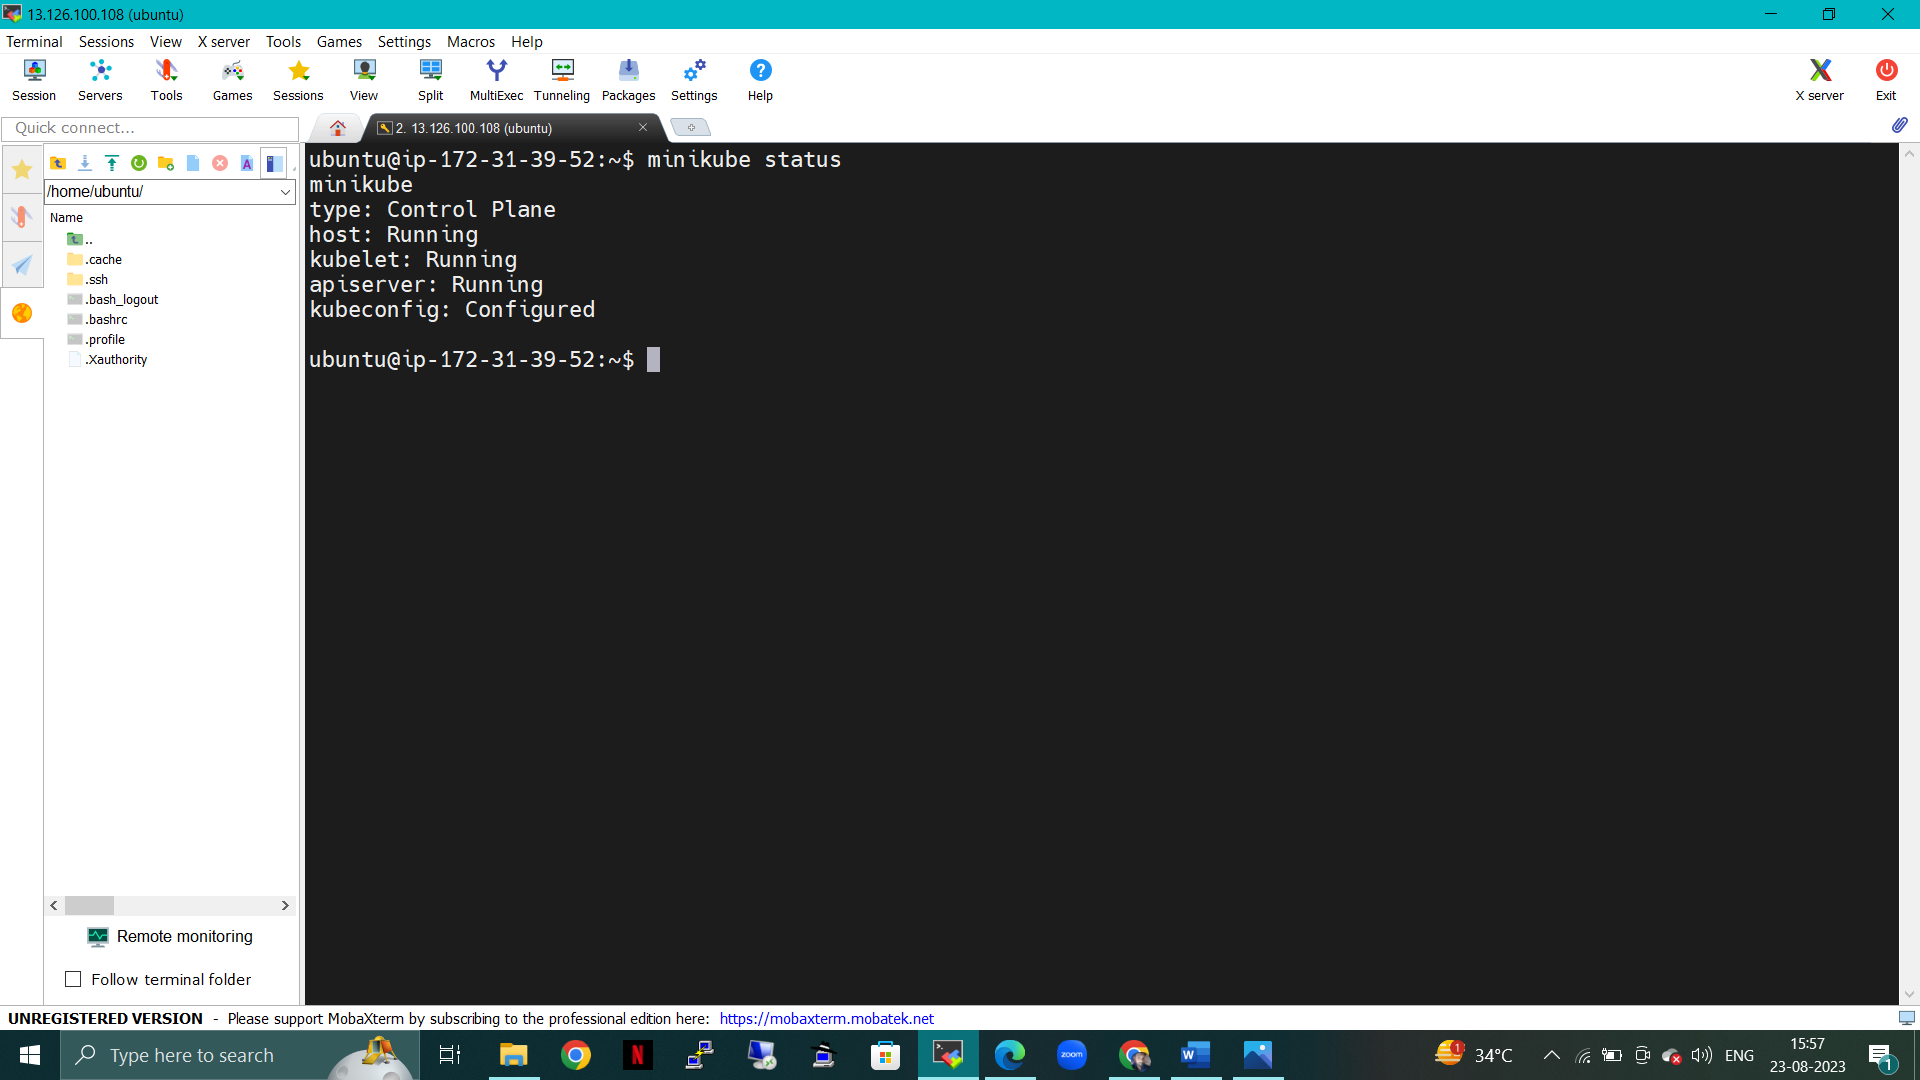 13.126.100.108 (ubuntu)
Terminal Sessions View X server Tools Games Settings Macros Help
Session Servers Tools Games Sessions View Split MultiExec Tunneling Packages Settings Help X server Exit
Quick connect...
2. 13.126.100.108 (ubuntu)
/home/ubuntu/
Name
..
.cache
.ssh
.bash_logout
.bashrc
.profile
.Xauthority
ubuntu@ip-172-31-39-52:~$ minikube status
minikube
type: Control Plane
host: Running
kubelet: Running
apiserver: Running
kubeconfig: Configured
ubuntu@ip-172-31-39-52:~$
Remote monitoring
Follow terminal folder
UNREGISTERED VERSION - Please support MobaXterm by subscribing to the professional edition here: https://mobaxterm.mobatek.net
Type here to search
zoom
1
34°C
ENG
15:57
23-08-2023
1